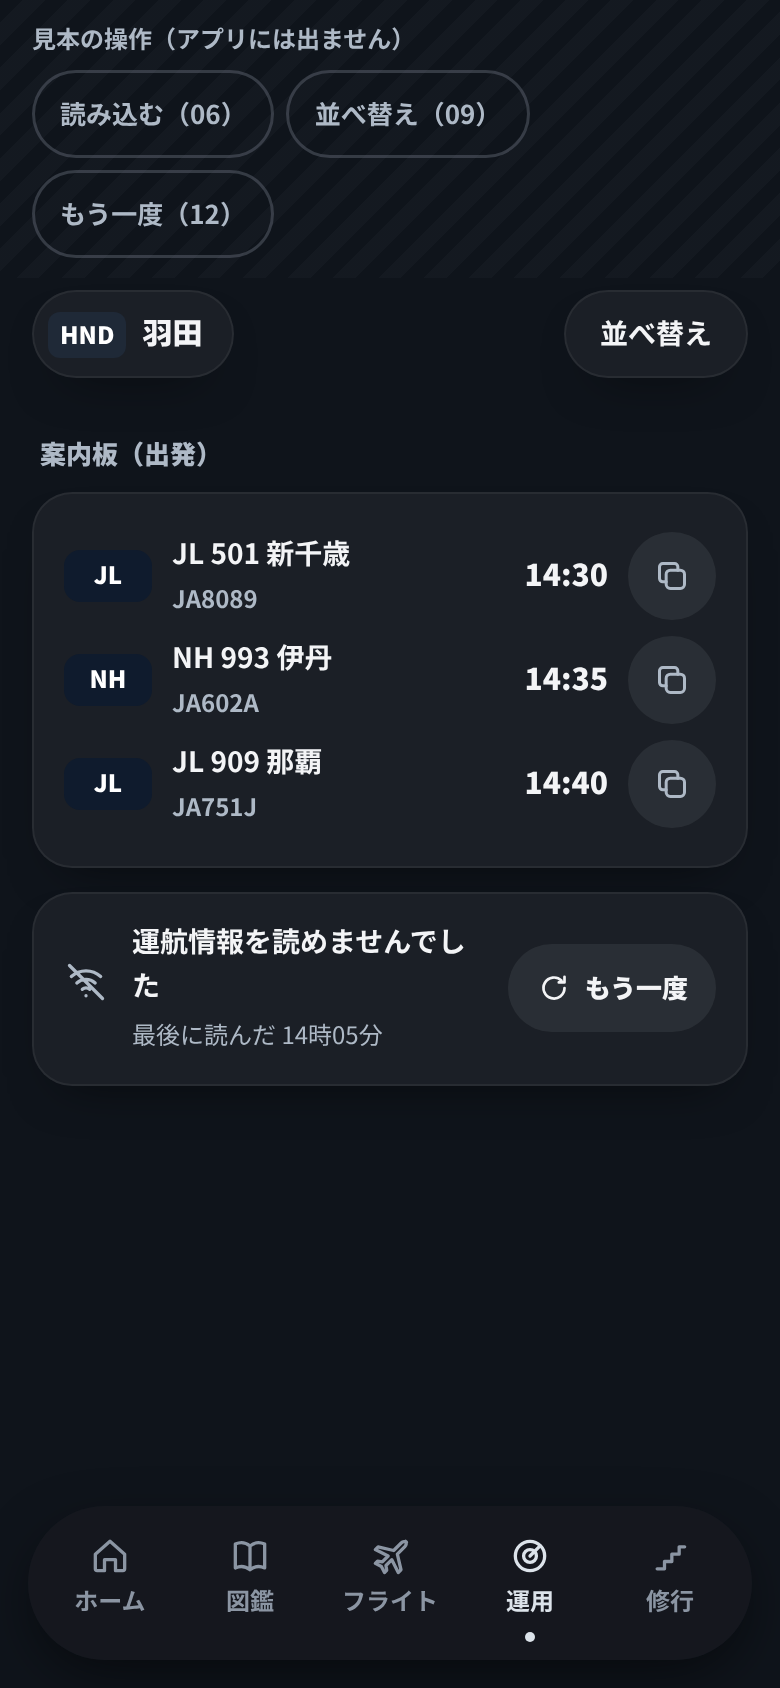 見本の操作（アプリには出ません）
読み込む（06）
並べ替え（09）
もう一度（12）
HND 羽田
並べ替え
案内板（出発）
JL
JL 501 新千歳
JA8089
14:30
NH
NH 993 伊丹
JA602A
14:35
JL
JL 909 那覇
JA751J
14:40
運航情報を読めませんでし
た
最後に読んだ 14時05分
もう一度
ホーム
図鑑
フライト
運用
修行